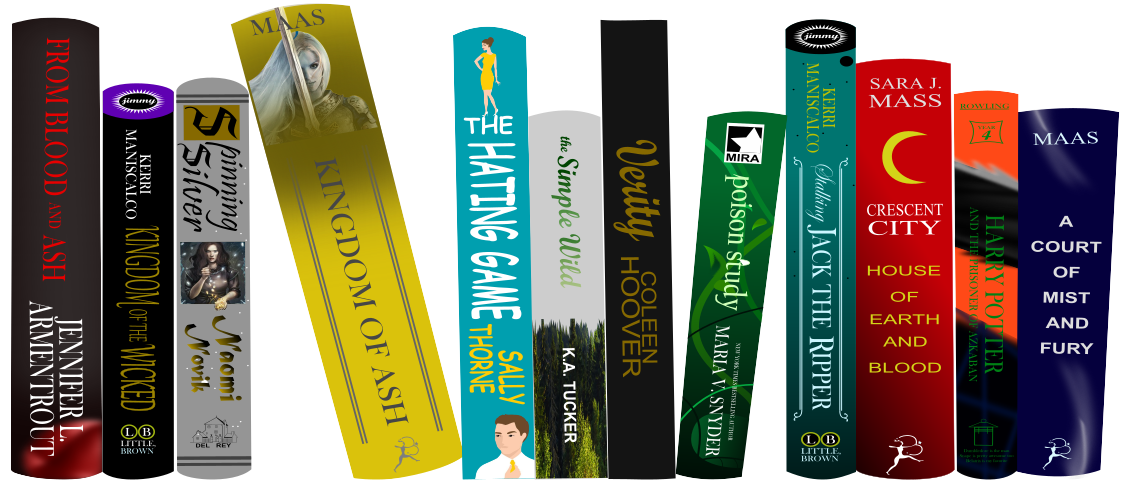 FROM BLOOD AND ASH
JENNIFER L.
ARMENTROUT
jimmy
KERRI
MANISCALCO
KINGDOM OF THE WICKED
LB
LITTLE,
BROWN
Spinning
Silver
Naomi
Novik
DEL REY
MAAS
KINGDOM OF ASH
THE HATING GAME
SALLY
THORNE
the Simple Wild
K.A. TUCKER
Verity
COLEEN
HOOVER
MIRA
poison study
NEW YORK TIMES BESTSELLING AUTHOR
MARIA V. SNYDER
jimmy
KERRI
MANISCALCO
Stalking
JACK THE RIPPER
LB
LITTLE,
BROWN
SARA J.
MASS
CRESCENT
CITY
HOUSE
OF
EARTH
AND
BLOOD
ROWLING
YEAR
4
HARRY POTTER
AND THE PRISONER OF AZKABAN
MAAS
A
COURT
OF
MIST
AND
FURY